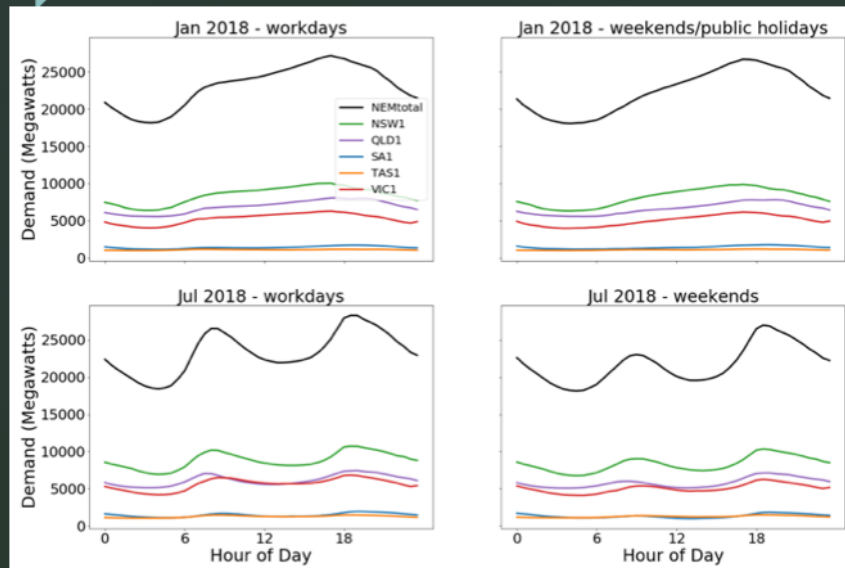 Jan 2018 - workdays
Jan 2018 - weekends/public holidays
Demand (Megawatts)
25000
20000
15000
10000
5000
0
NEMtotal
NSW1
QLD1
SA1
TAS1
VIC1
Jul 2018 - workdays
Jul 2018 - weekends
Demand (Megawatts)
25000
20000
15000
10000
5000
0
0 6 12 18
0 6 12 18
Hour of Day
Hour of Day